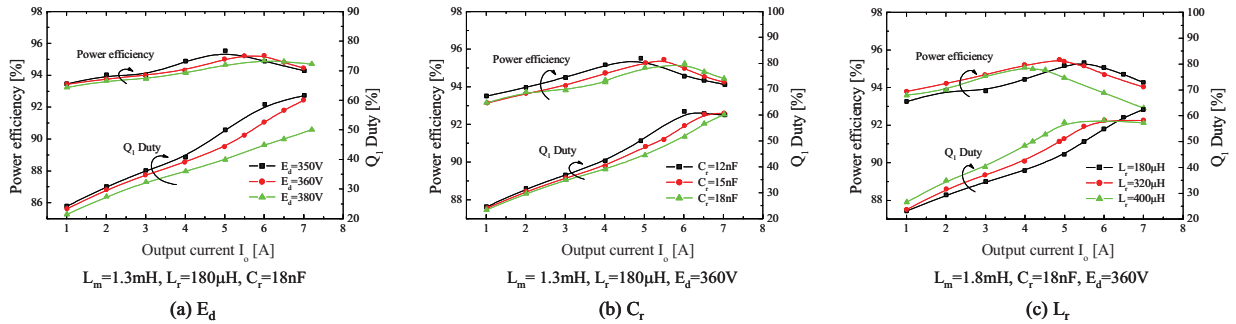 Power efficiency [%]
96
94
92
90
88
86
90
80
70
60
50
40
30
20
Q1 Duty [%]
Power efficiency
Q1 Duty
Ed=350V
Ed=360V
Ed=380V
1 2 3 4 5 6 7 8
Output current Io [A]
Lm=1.3mH, Lr=180μH, Cr=18nF
(a) Ed
Power efficiency [%]
98
96
94
92
90
88
100
90
80
70
60
50
40
30
20
Q1 Duty [%]
Power efficiency
Q1 Duty
Cr=12nF
Cr=15nF
Cr=18nF
1 2 3 4 5 6 7 8
Output current Io [A]
Lm= 1.3mH, Lr=180μH, Ed=360V
(b) Cr
Power efficiency [%]
98
96
94
92
90
88
100
90
80
70
60
50
40
30
20
Q1 Duty [%]
Power efficiency
Q1 Duty
Lr=180μH
Lr=320μH
Lr=400μH
1 2 3 4 5 6 7 8
Output current Io [A]
Lm=1.8mH, Cr=18nF, Ed=360V
(c) Lr